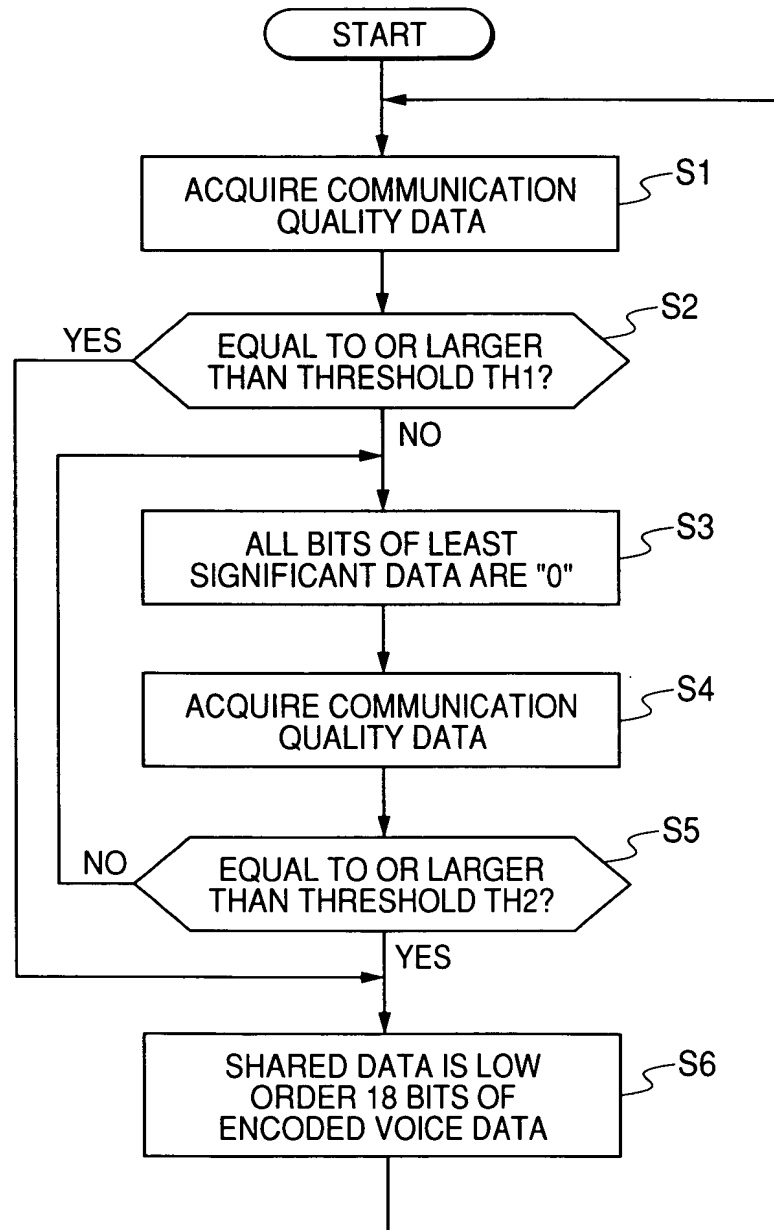 START
ACQUIRE COMMUNICATION
QUALITY DATA
S1
S2
YES
EQUAL TO OR LARGER
THAN THRESHOLD TH1?
NO
ALL BITS OF LEAST
SIGNIFICANT DATA ARE "0"
S3
ACQUIRE COMMUNICATION
QUALITY DATA
S4
S5
NO
EQUAL TO OR LARGER
THAN THRESHOLD TH2?
YES
SHARED DATA IS LOW
ORDER 18 BITS OF
ENCODED VOICE DATA
S6